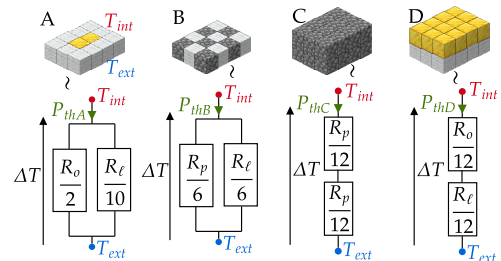 A B C D
T_int T_int T_int T_int
T_ext
P_thA P_thB P_thC P_thD
ΔT ΔT ΔT ΔT
R_o/2 R_ℓ/10 R_p/6 R_ℓ/6 R_p/12 R_o/12
R_p/12 R_ℓ/12
T_ext T_ext T_ext T_ext